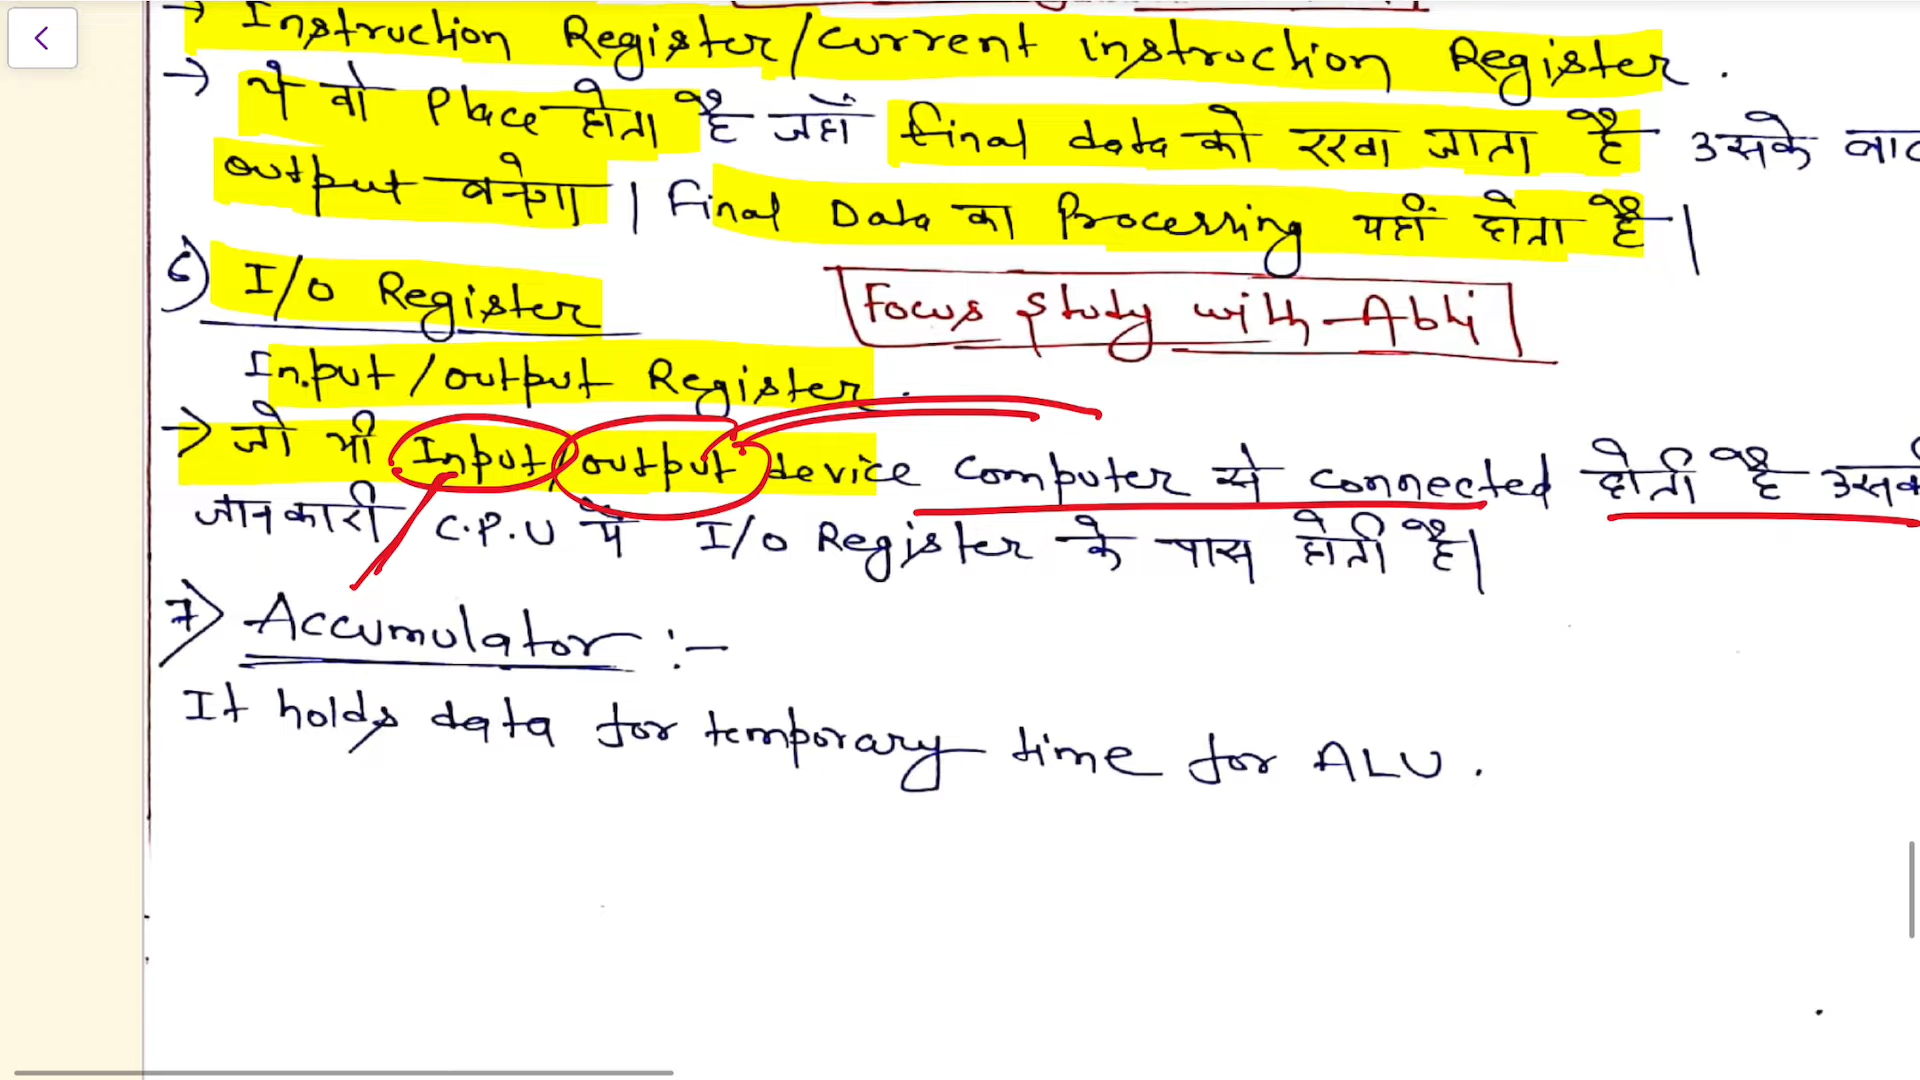 → Instruction Register/current instruction Register.
→ ये वो Place होता है जहाँ final data को रखा जाता है उसके बाद
output बनेगा। Final Data का Processing यहाँ होता है।
6) I/O Register
Focus Study with Abhi
Input/output Register.
→ जो भी Input/output device computer से connected होती है उसकी
जानकारी C.P.U में I/O Register के पास होती है।
7) Accumulator :-
It holds data for temporary time for ALU.